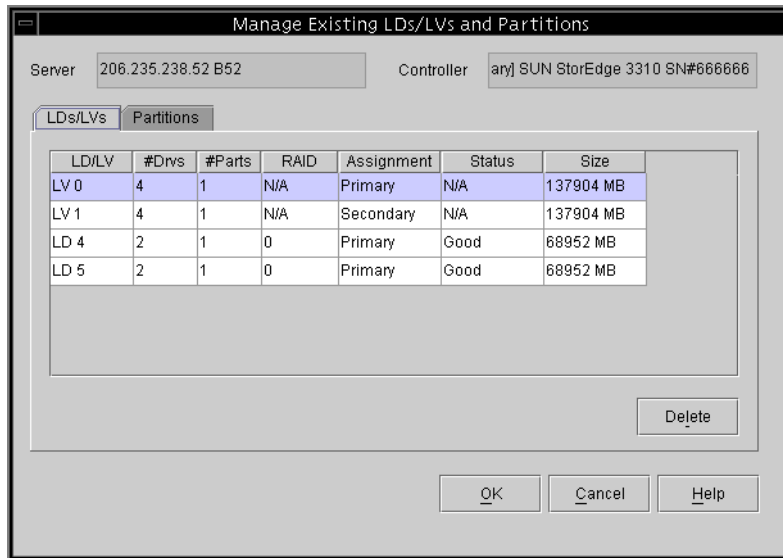 Manage Existing LDs/LVs and Partitions
Server 206.235.238.52 B52 Controller ary] SUN StorEdge 3310 SN#666666
LDs/LVs Partitions
LD/LV #Drvs #Parts RAID Assignment Status Size
LV 0 4 1 N/A Primary N/A 137904 MB
LV 1 4 1 N/A Secondary N/A 137904 MB
LD 4 2 1 0 Primary Good 68952 MB
LD 5 2 1 0 Primary Good 68952 MB
Delete
OK Cancel Help